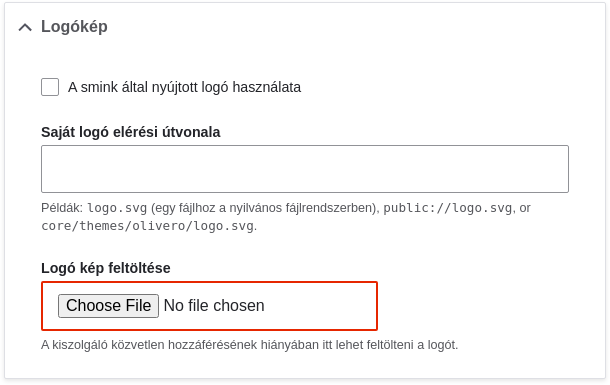 Logókép
A smink által nyújtott logó használata
Saját logó elérési útvonala
Példák: logo.svg (egy fájlhoz a nyilvános fájlrendszerben), public://logo.svg, or
core/themes/olivero/logo.svg.
Logó kép feltöltése
Choose File No file chosen
A kiszolgáló közvetlen hozzáférésének hiányában itt lehet feltölteni a logót.